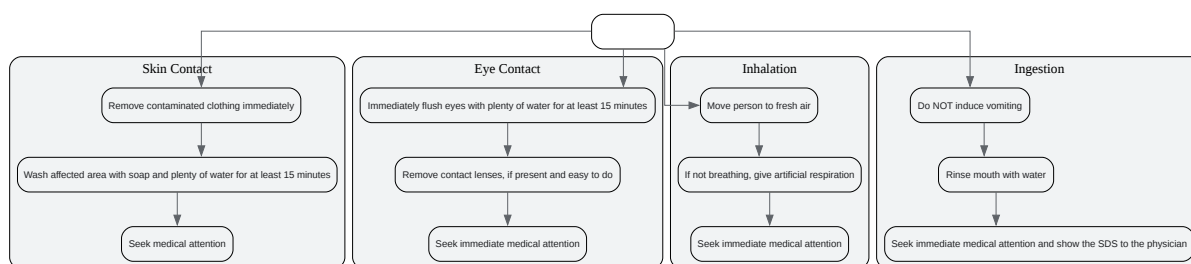 Skin Contact
Remove contaminated clothing immediately
Wash affected area with soap and plenty of water for at least 15 minutes
Seek medical attention
Eye Contact
Immediately flush eyes with plenty of water for at least 15 minutes
Remove contact lenses, if present and easy to do
Seek immediate medical attention
Inhalation
Move person to fresh air
If not breathing, give artificial respiration
Seek immediate medical attention
Ingestion
Do NOT induce vomiting
Rinse mouth with water
Seek immediate medical attention and show the SDS to the physician